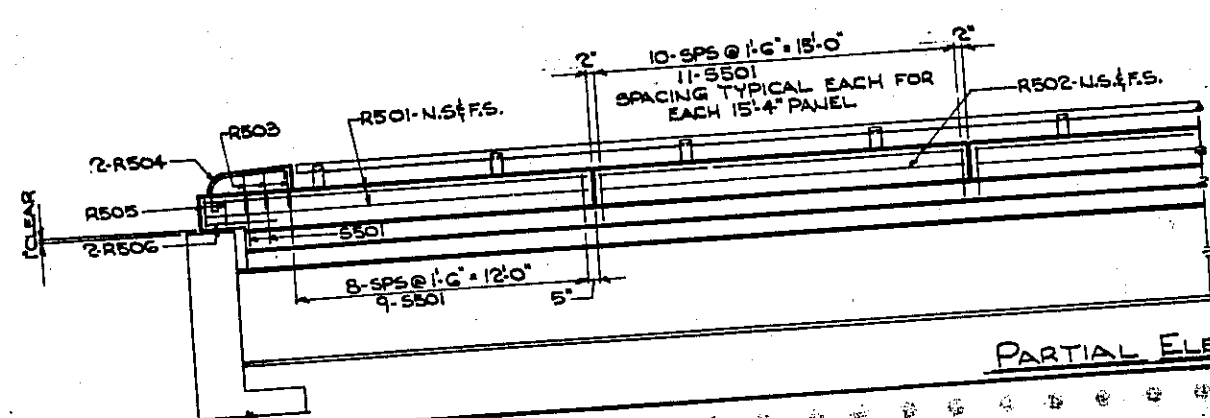 2"
10-SPS @ 1'-6" = 15'-0"
2"
11-S501
SPACING TYPICAL EACH FOR
EACH 15'-4" PANEL
R502-N.S.&F.S.
R501-N.S.&F.S.
R503
2-R504
R505
2-R506
1" CLEAR
S501
8-SPS @ 1'-6" = 12'-0"
9-S501
5"
PARTIAL ELE